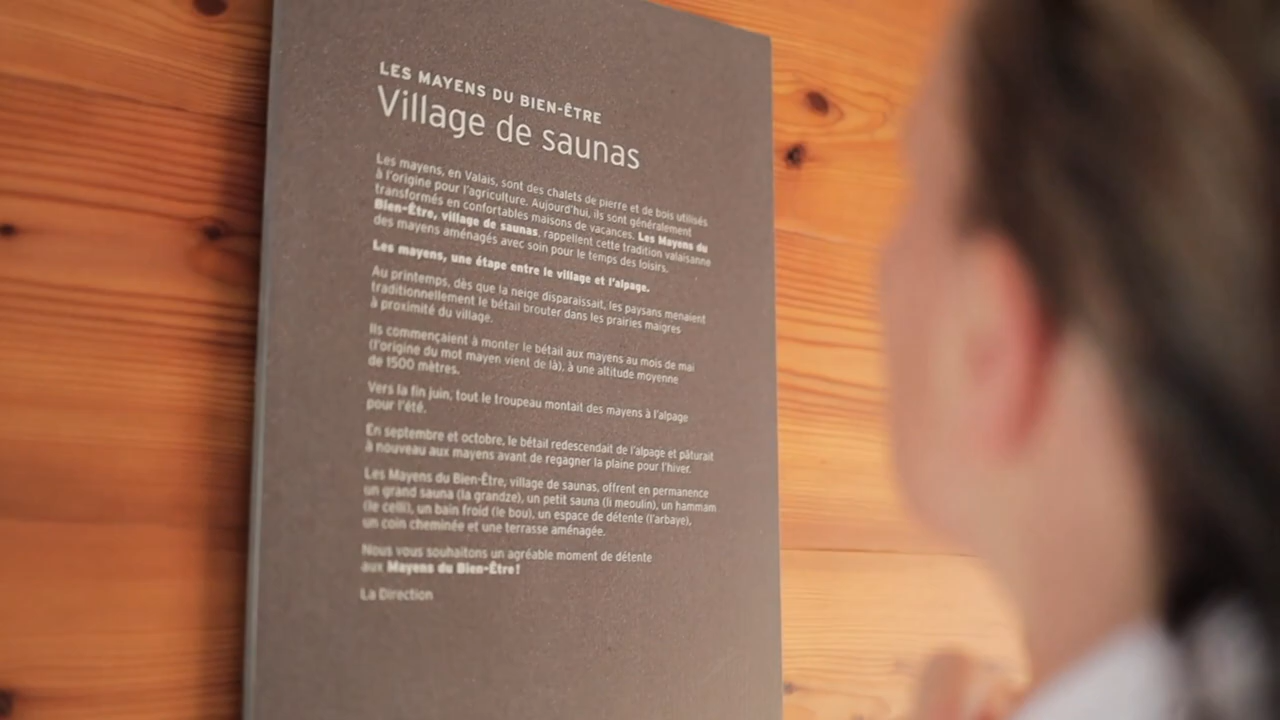 LES MAYENS DU BIEN-ÊTRE
Village de saunas
Les mayens, en Valais, sont des chalets de pierre et de bois utilisés
à l'origine pour l'agriculture. Aujourd'hui, ils sont généralement
transformés en confortables maisons de vacances. Les Mayens du
Bien-Être, village de saunas, rappellent cette tradition valaisanne
des mayens aménagés avec soin pour le temps des loisirs.
Les mayens, une étape entre le village et l'alpage.
Au printemps, dès que la neige disparaissait, les paysans menaient
traditionnellement le bétail brouter dans les prairies maigres
à proximité du village.
Ils commençaient à monter le bétail aux mayens au mois de mai
(l'origine du mot mayen vient de là), à une altitude moyenne
de 1500 mètres.
Vers la fin juin, tout le troupeau montait des mayens à l'alpage
pour l'été.
En septembre et octobre, le bétail redescendait de l'alpage et pâturait
à nouveau aux mayens avant de regagner la plaine pour l'hiver.
Les Mayens du Bien-Être, village de saunas, offrent en permanence
un grand sauna (la grandze), un petit sauna (li meoulin), un hammam
(le celli), un bain froid (le bou), un espace de détente (l'arbaye),
un coin cheminée et une terrasse aménagée.
Nous vous souhaitons un agréable moment de détente
aux Mayens du Bien-Être!
La Direction